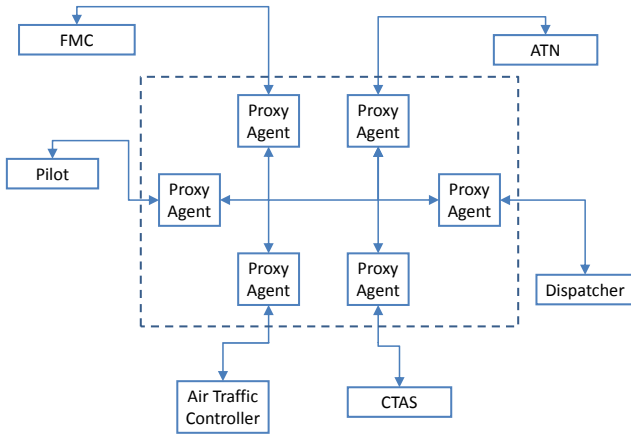 FMC
ATN
Proxy
Agent
Proxy
Agent
Pilot
Proxy
Agent
Proxy
Agent
Proxy
Agent
Proxy
Agent
Dispatcher
Air Traffic
Controller
CTAS